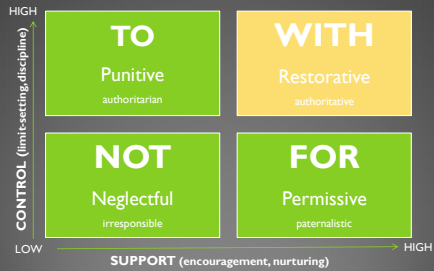 HIGH
CONTROL (limit-setting,discipline)
TO
Punitive
authoritarian
WITH
Restorative
authoritative
NOT
Neglectful
irresponsible
FOR
Permissive
paternalistic
LOW
HIGH
SUPPORT (encouragement, nurturing)